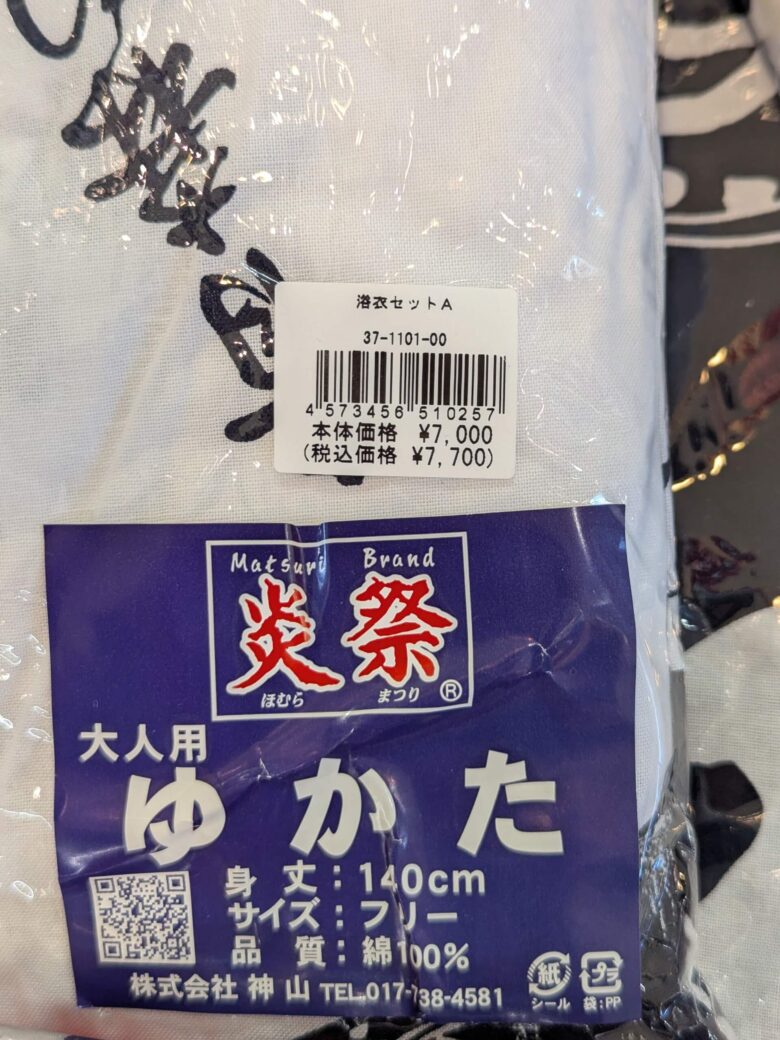 浴衣セットA
37-1101-00
4 573456 510257
本体価格 ¥7,000
(税込価格 ¥7,700)
Matsuri Brand
炎祭
ほむら まつり ®
大人用
ゆかた
身丈:140cm
サイズ:フリー
品質:綿100%
株式会社 神山 TEL.017-738-4581
紙
シール
プラ
袋:PP